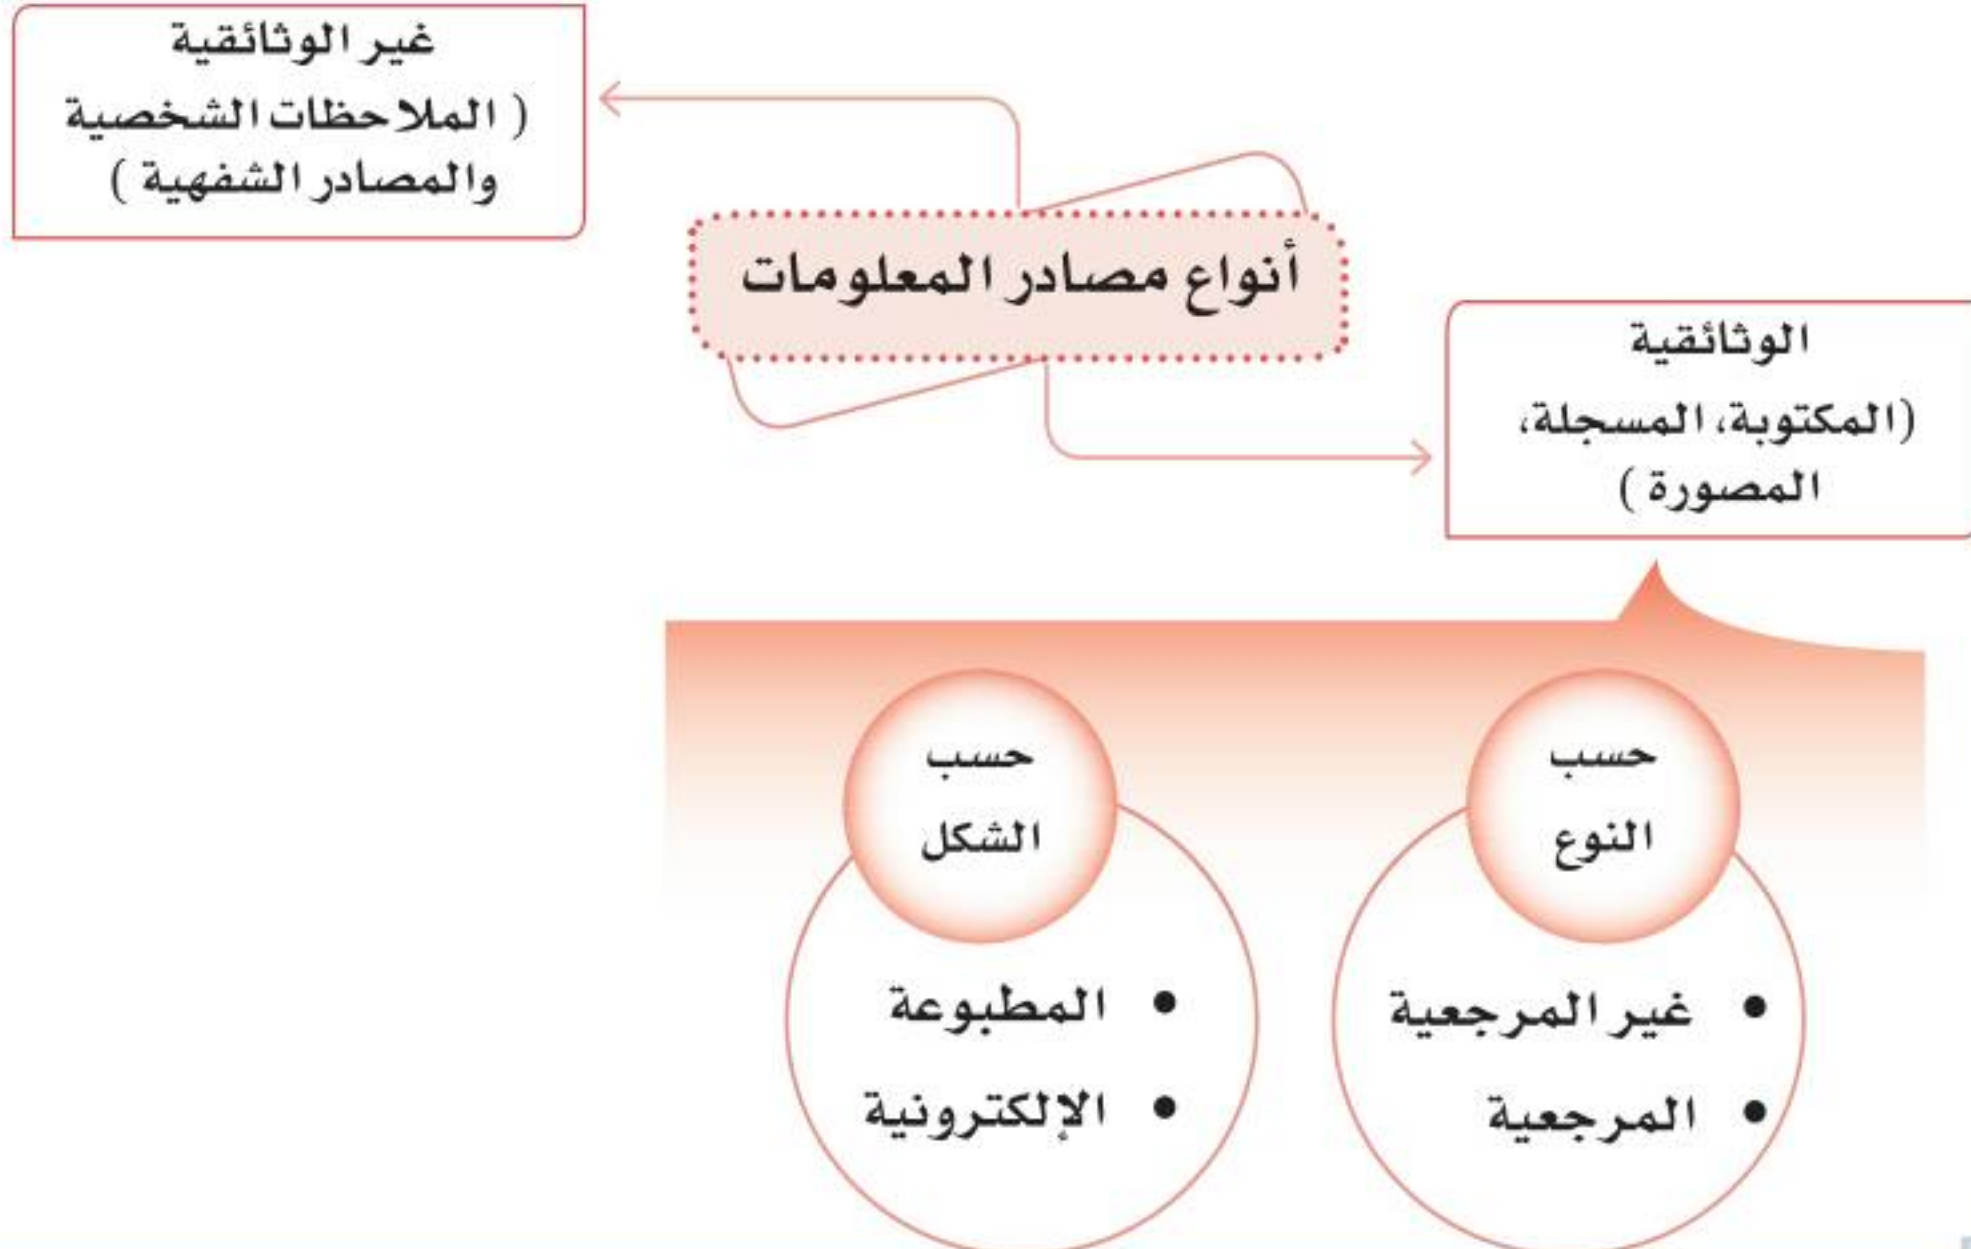 غير الوثائقية
( الملاحظات الشخصية
والمصادر الشفهية )
أنواع مصادر المعلومات
الوثائقية
(المكتوبة، المسجلة،
المصورة )
حسب
النوع
• غير المرجعية
• المرجعية
حسب
الشكل
• المطبوعة
• الإلكترونية